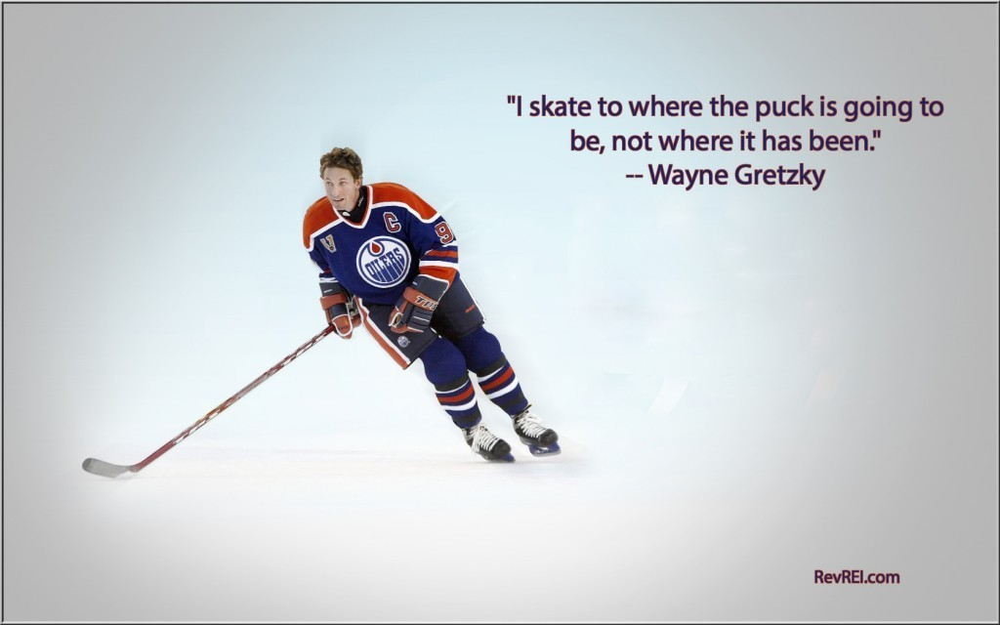 "I skate to where the puck is going to
be, not where it has been."
-- Wayne Gretzky
C
9
OILERS
RevREI.com